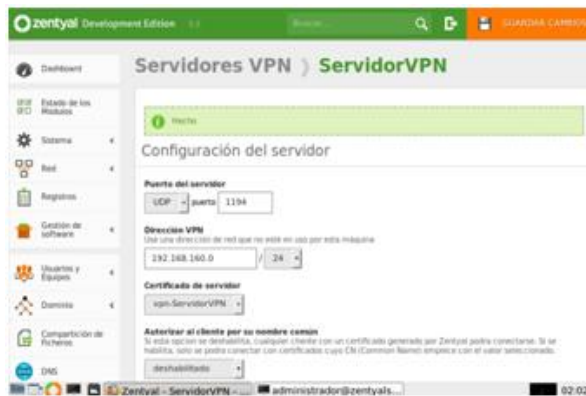 zentyal Development Edition
Buscar...
GUARDAR CAMBIOS
Servidores VPN ⟩ ServidorVPN
Dashboard
Estado de los Módulos
Sistema
Red
Registros
Gestión de software
Usuarios y Equipos
Dominio
Compartición de ficheros
DNS
Hecho
Configuración del servidor
Puerto del servidor
UDP puerto 1194
Dirección VPN
Use una dirección de red que no esté en uso por esta máquina
192.168.160.0 / 24
Certificado de servidor
vpn-ServidorVPN
Autorizar al cliente por su nombre común
Si esta opcion se deshabilita, cualquier cliente con un certificado generado por Zentyal podra conectarse. Si se
habilita, solo se podra conectar con certificados cuyo CN (Common Name) empiece con el valor seleccionado.
deshabilitado
Zentyal - ServidorVPN - ...
administrador@zentyals...
02:02